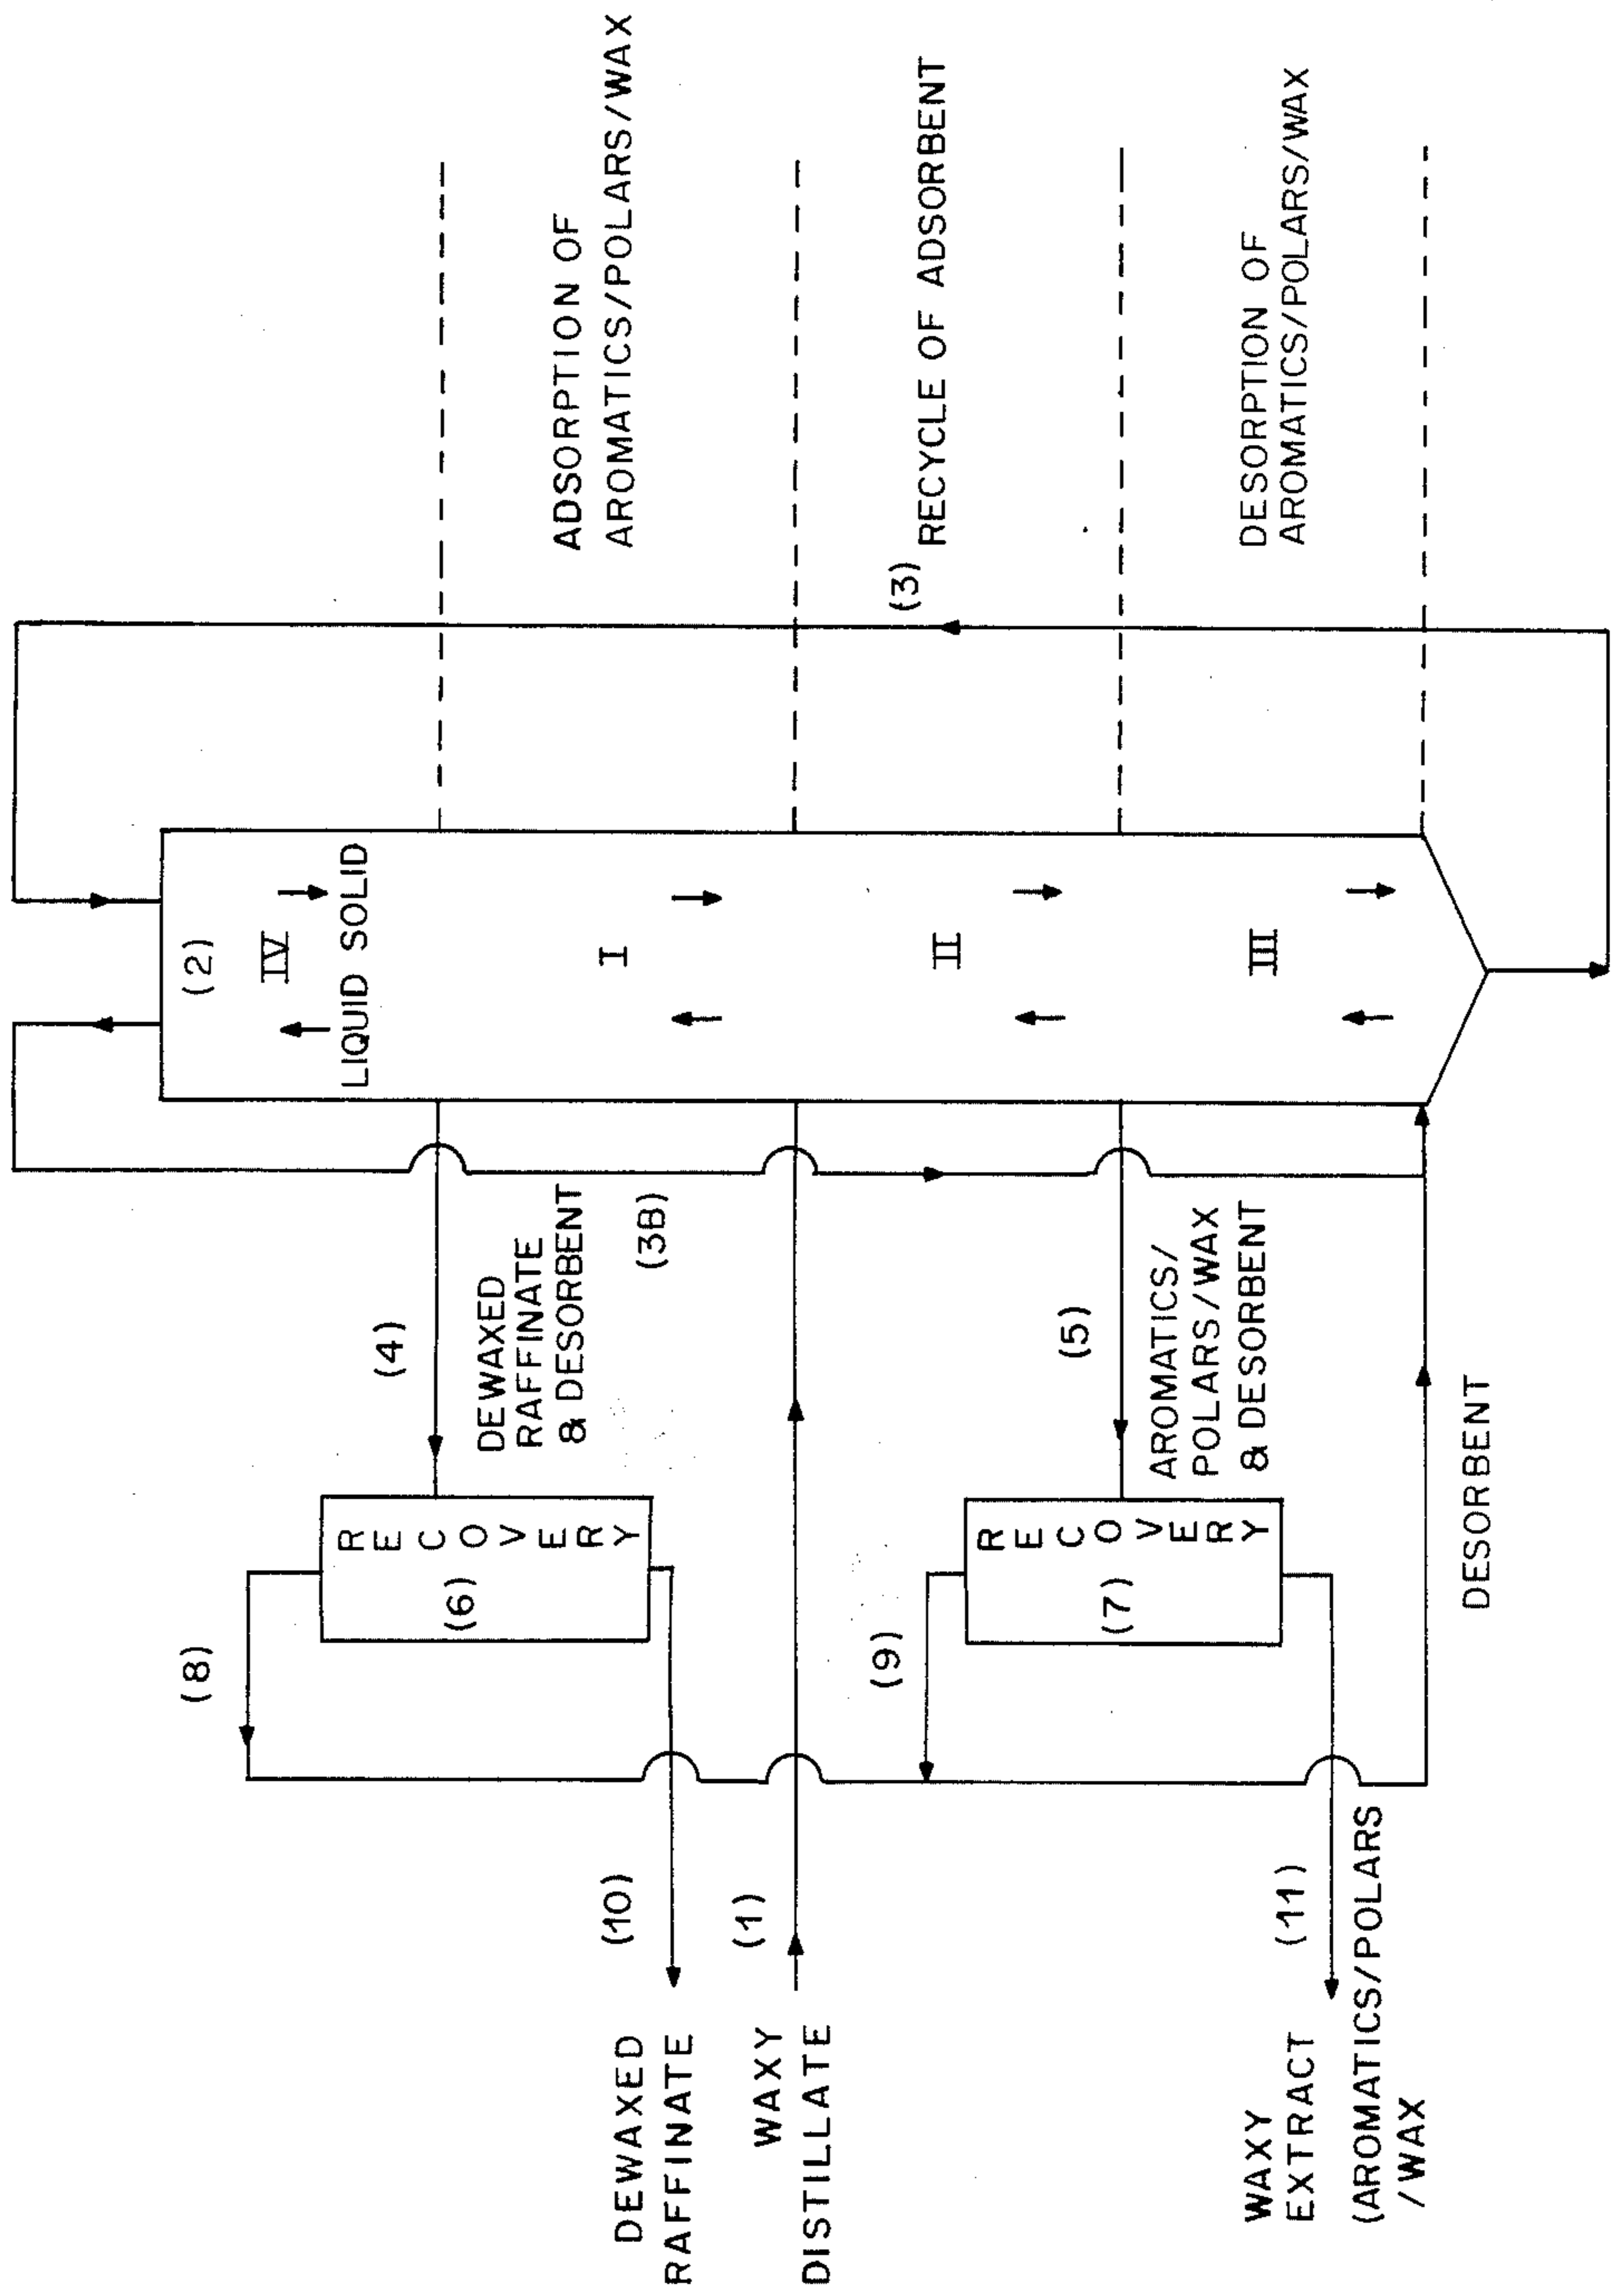 (8)
(6)
RECOVERY
(4)
DEWAXED
RAFFINATE
& DESORBENT
(3B)
(10)
DEWAXED
RAFFINATE
(1)
WAXY
DISTILLATE
(9)
(7)
RECOVERY
(5)
AROMATICS/
POLARS/WAX
& DESORBENT
(11)
WAXY
EXTRACT
(AROMATICS/POLARS
/WAX
DESORBENT
(2)
IV
LIQUID SOLID
I
II
III
(3)
ADSORPTION OF
AROMATICS/POLARS/WAX
RECYCLE OF ADSORBENT
DESORPTION OF
AROMATICS/POLARS/WAX